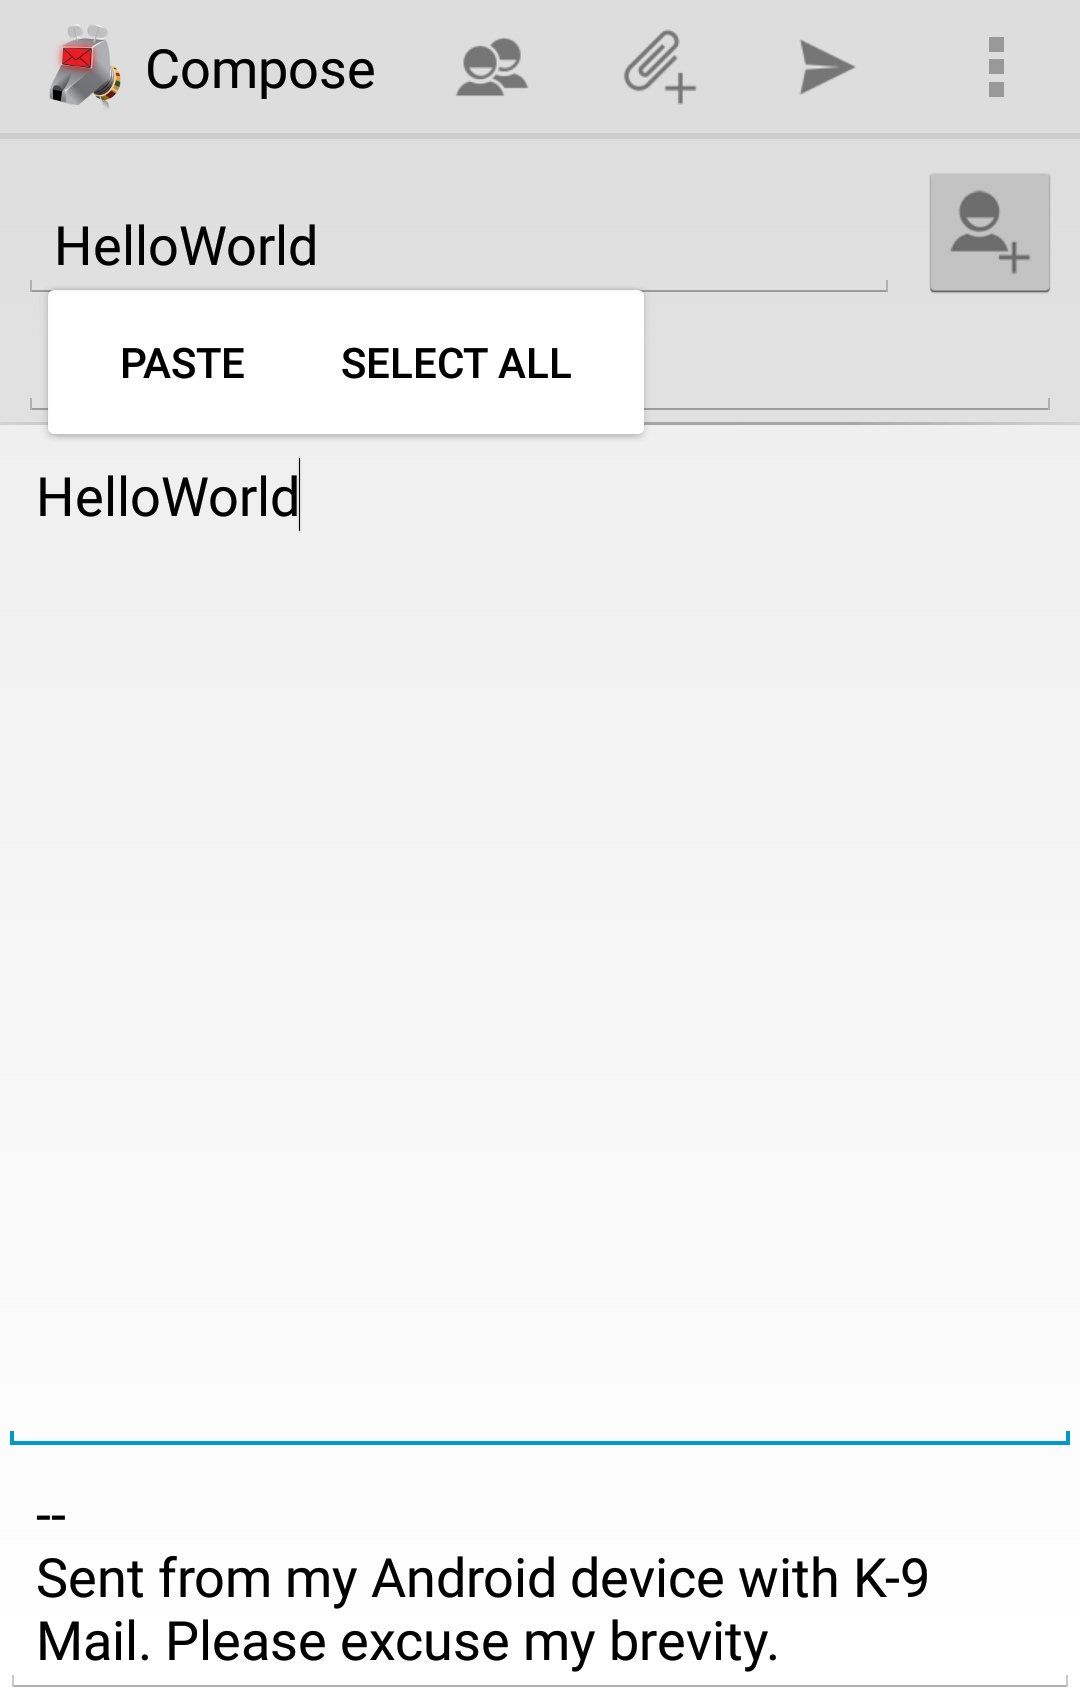 Compose
HelloWorld
PASTE SELECT ALL
HelloWorld
--
Sent from my Android device with K-9
Mail. Please excuse my brevity.